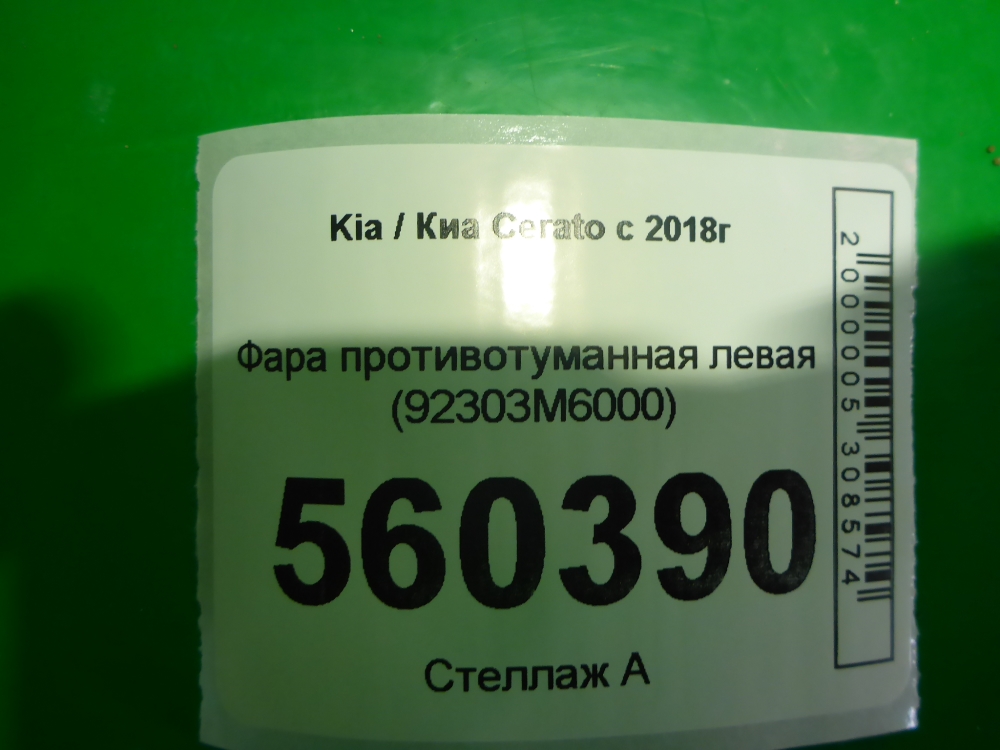 Kia / Киа Cerato с 2018г
Фара противотуманная левая
(92303M6000)
560390
Стеллаж А
2000005308574